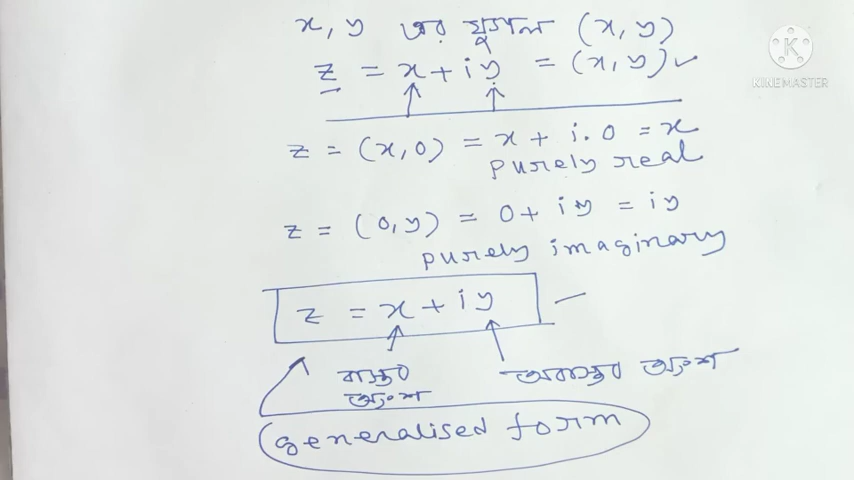 x, y এর যুগল (x, y)
z = x + iy = (x, y) ✓
z = (x, 0) = x + i.0 = x
purely real
z = (0, y) = 0 + iy = iy
purely imaginary
z = x + iy
বাস্তব অবাস্তব অংশ
অংশ
generalised form
K
KINEMASTER